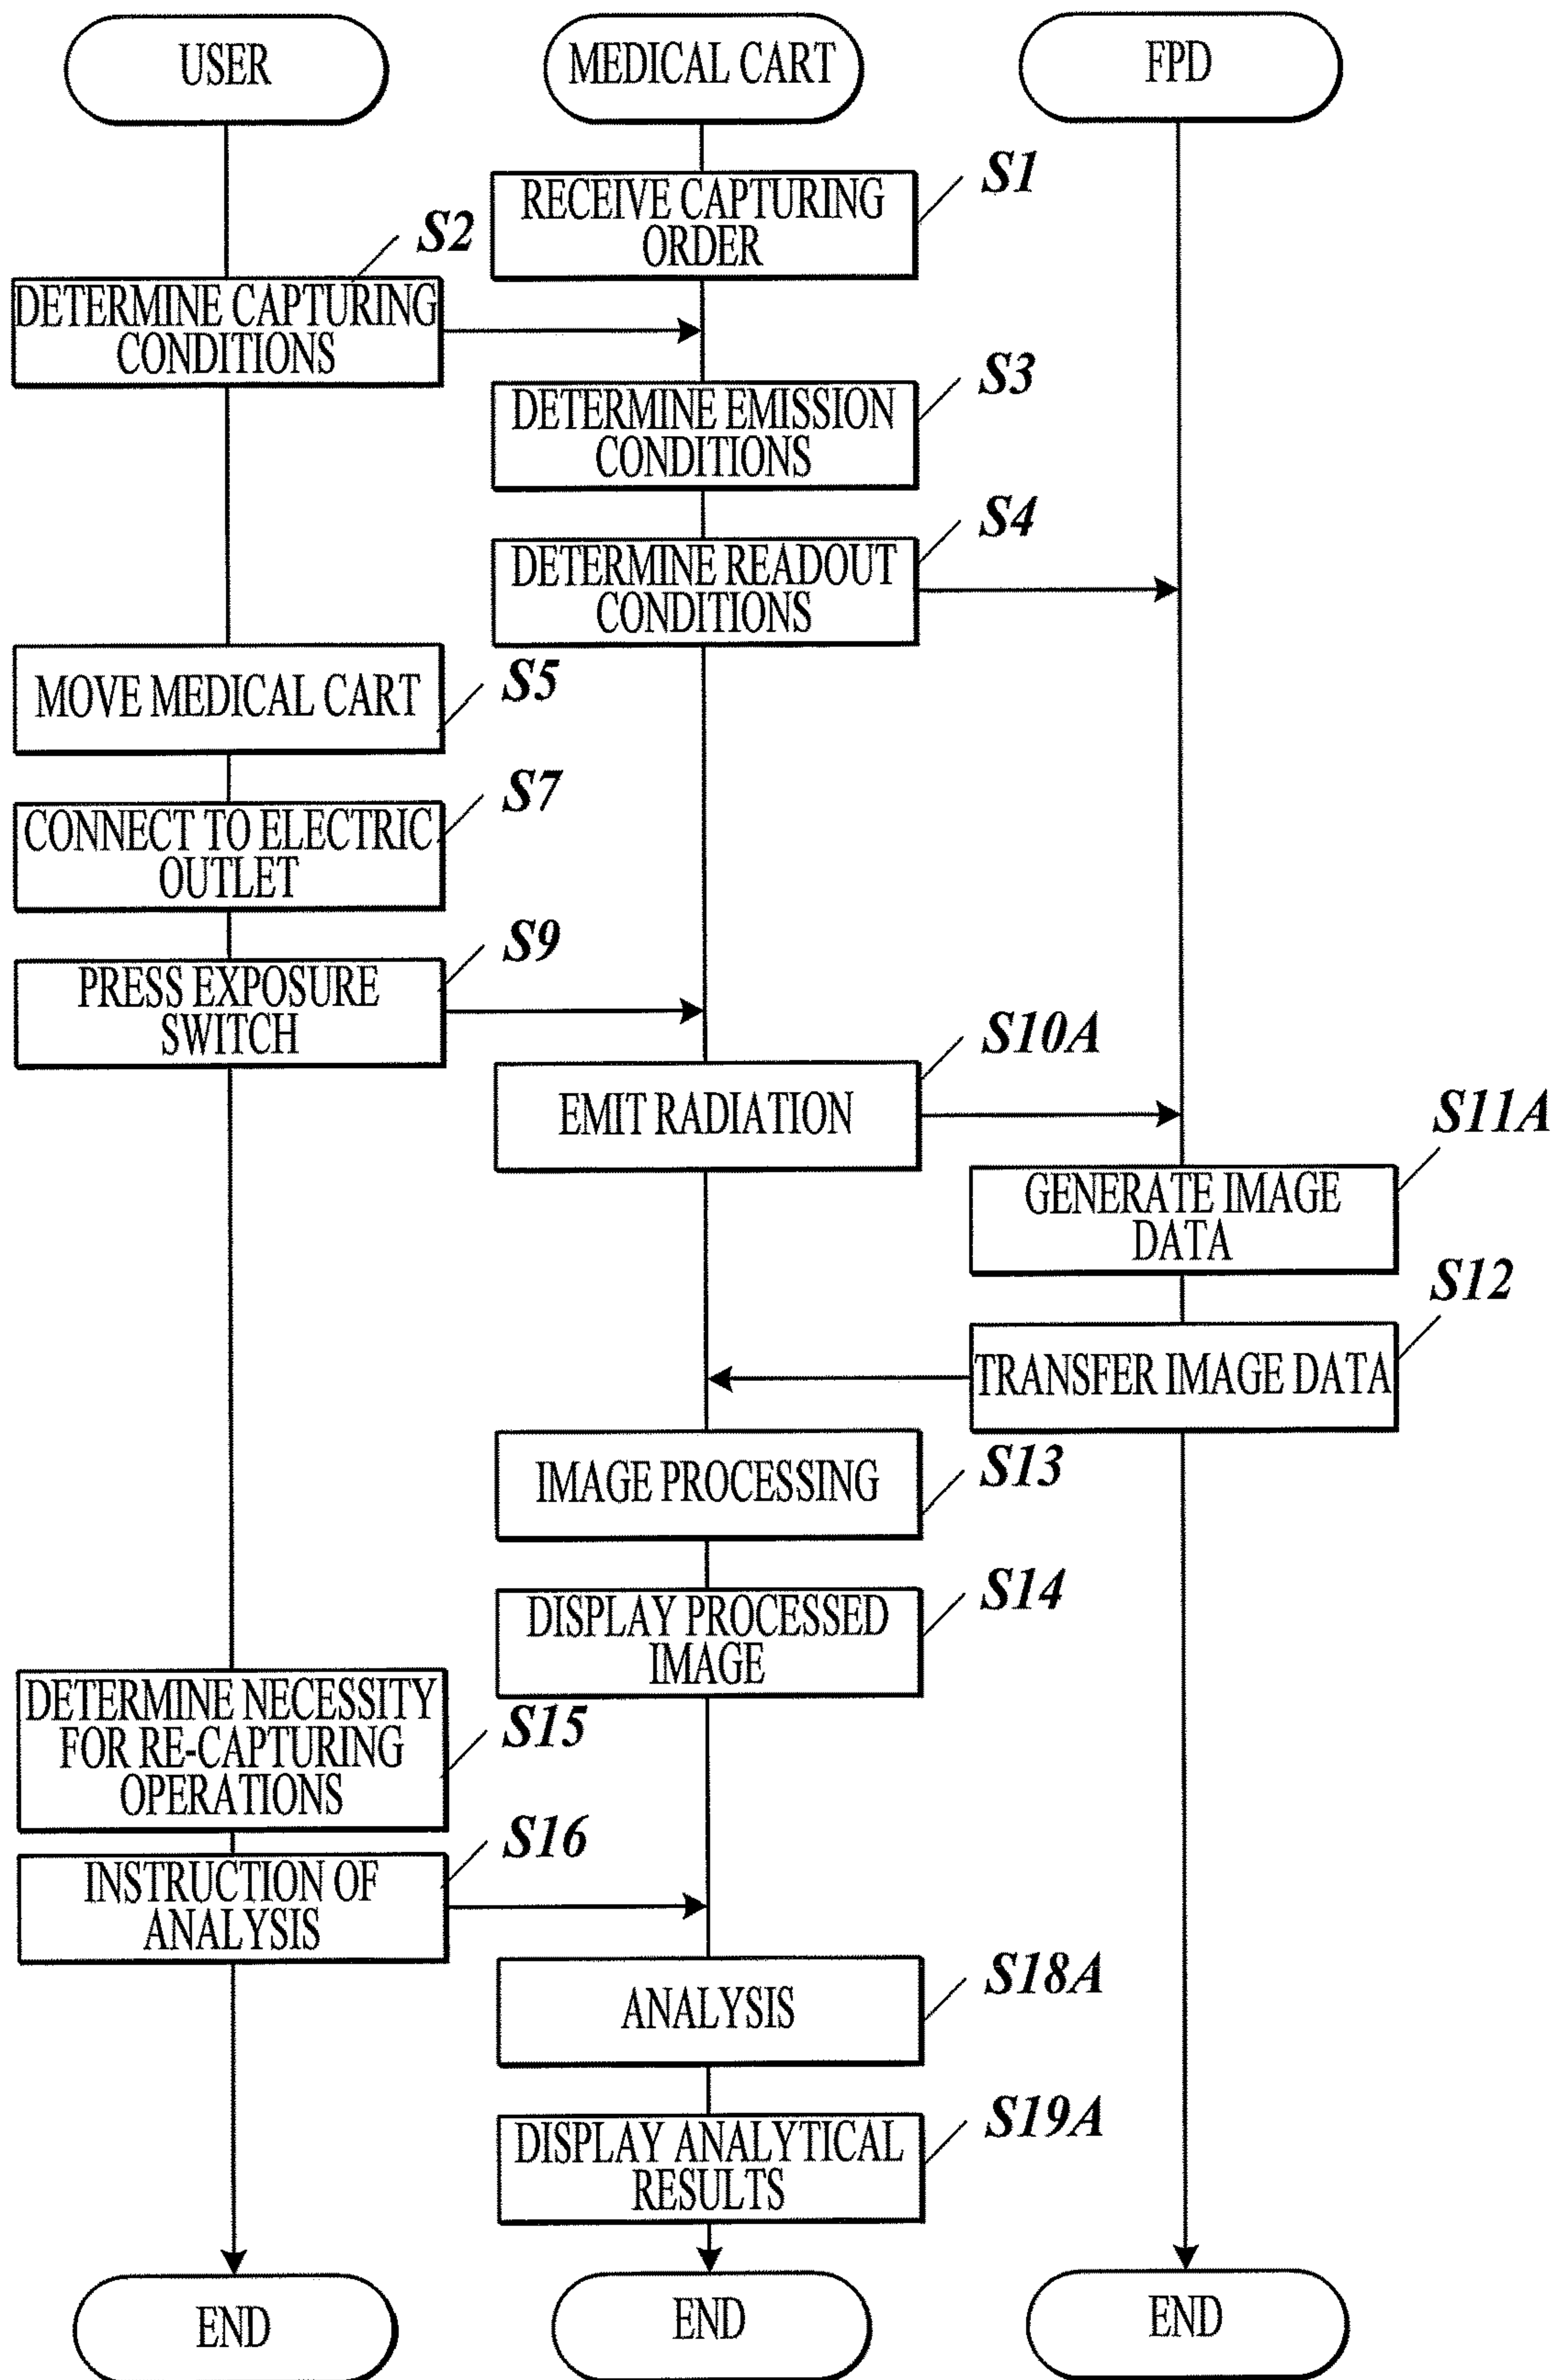 USER
MEDICAL CART
FPD
S1
RECEIVE CAPTURING
ORDER
S2
DETERMINE CAPTURING
CONDITIONS
S3
DETERMINE EMISSION
CONDITIONS
S4
DETERMINE READOUT
CONDITIONS
MOVE MEDICAL CART
S5
S7
CONNECT TO ELECTRIC
OUTLET
S9
PRESS EXPOSURE
SWITCH
S10A
EMIT RADIATION
S11A
GENERATE IMAGE
DATA
S12
TRANSFER IMAGE DATA
IMAGE PROCESSING
S13
S14
DISPLAY PROCESSED
IMAGE
DETERMINE NECESSITY
FOR RE-CAPTURING
OPERATIONS
S15
S16
INSTRUCTION OF
ANALYSIS
S18A
ANALYSIS
S19A
DISPLAY ANALYTICAL
RESULTS
END
END
END